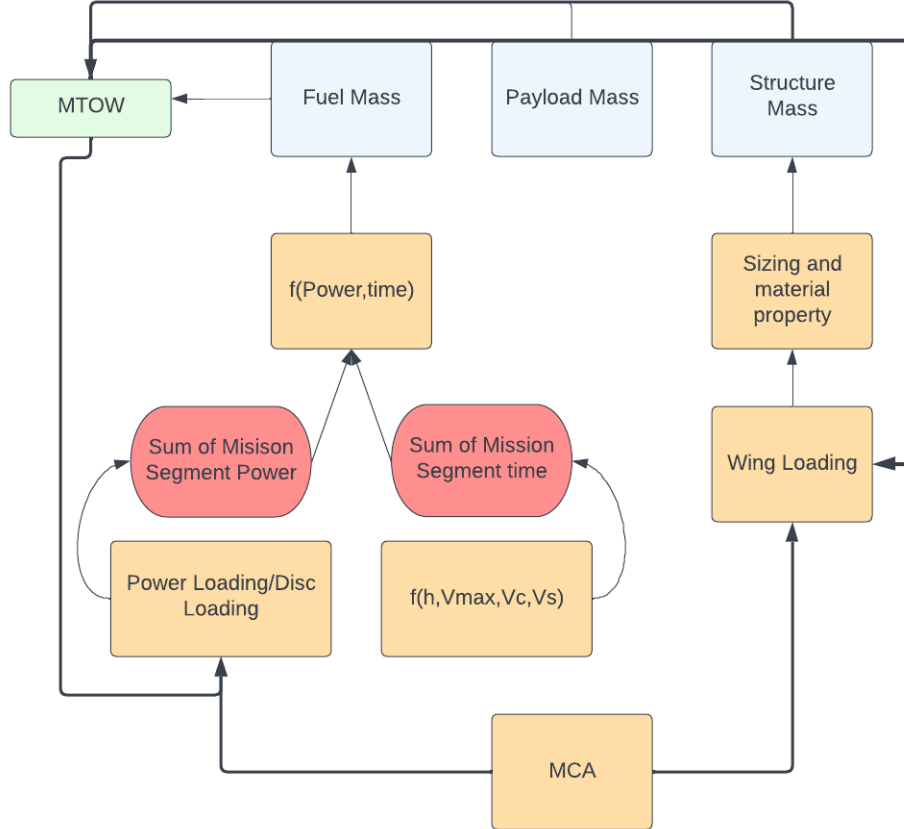 MTOW
Fuel Mass
Payload Mass
Structure
Mass
f(Power,time)
Sizing and
material
property
Sum of Misison
Segment Power
Sum of Mission
Segment time
Wing Loading
Power Loading/Disc
Loading
f(h,Vmax,Vc,Vs)
MCA